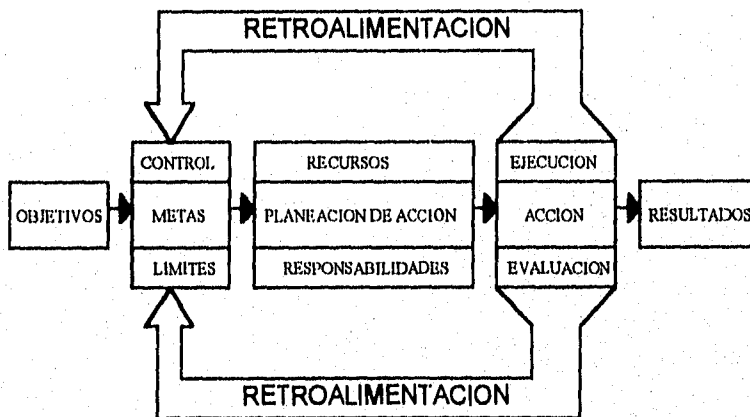 RETROALIMENTACION
CONTROL
RECURSOS
EJECUCION
OBJETIVOS
METAS
PLANEACION DE ACCION
ACCION
RESULTADOS
LIMITES
RESPONSABILIDADES
EVALUACION
RETROALIMENTACION